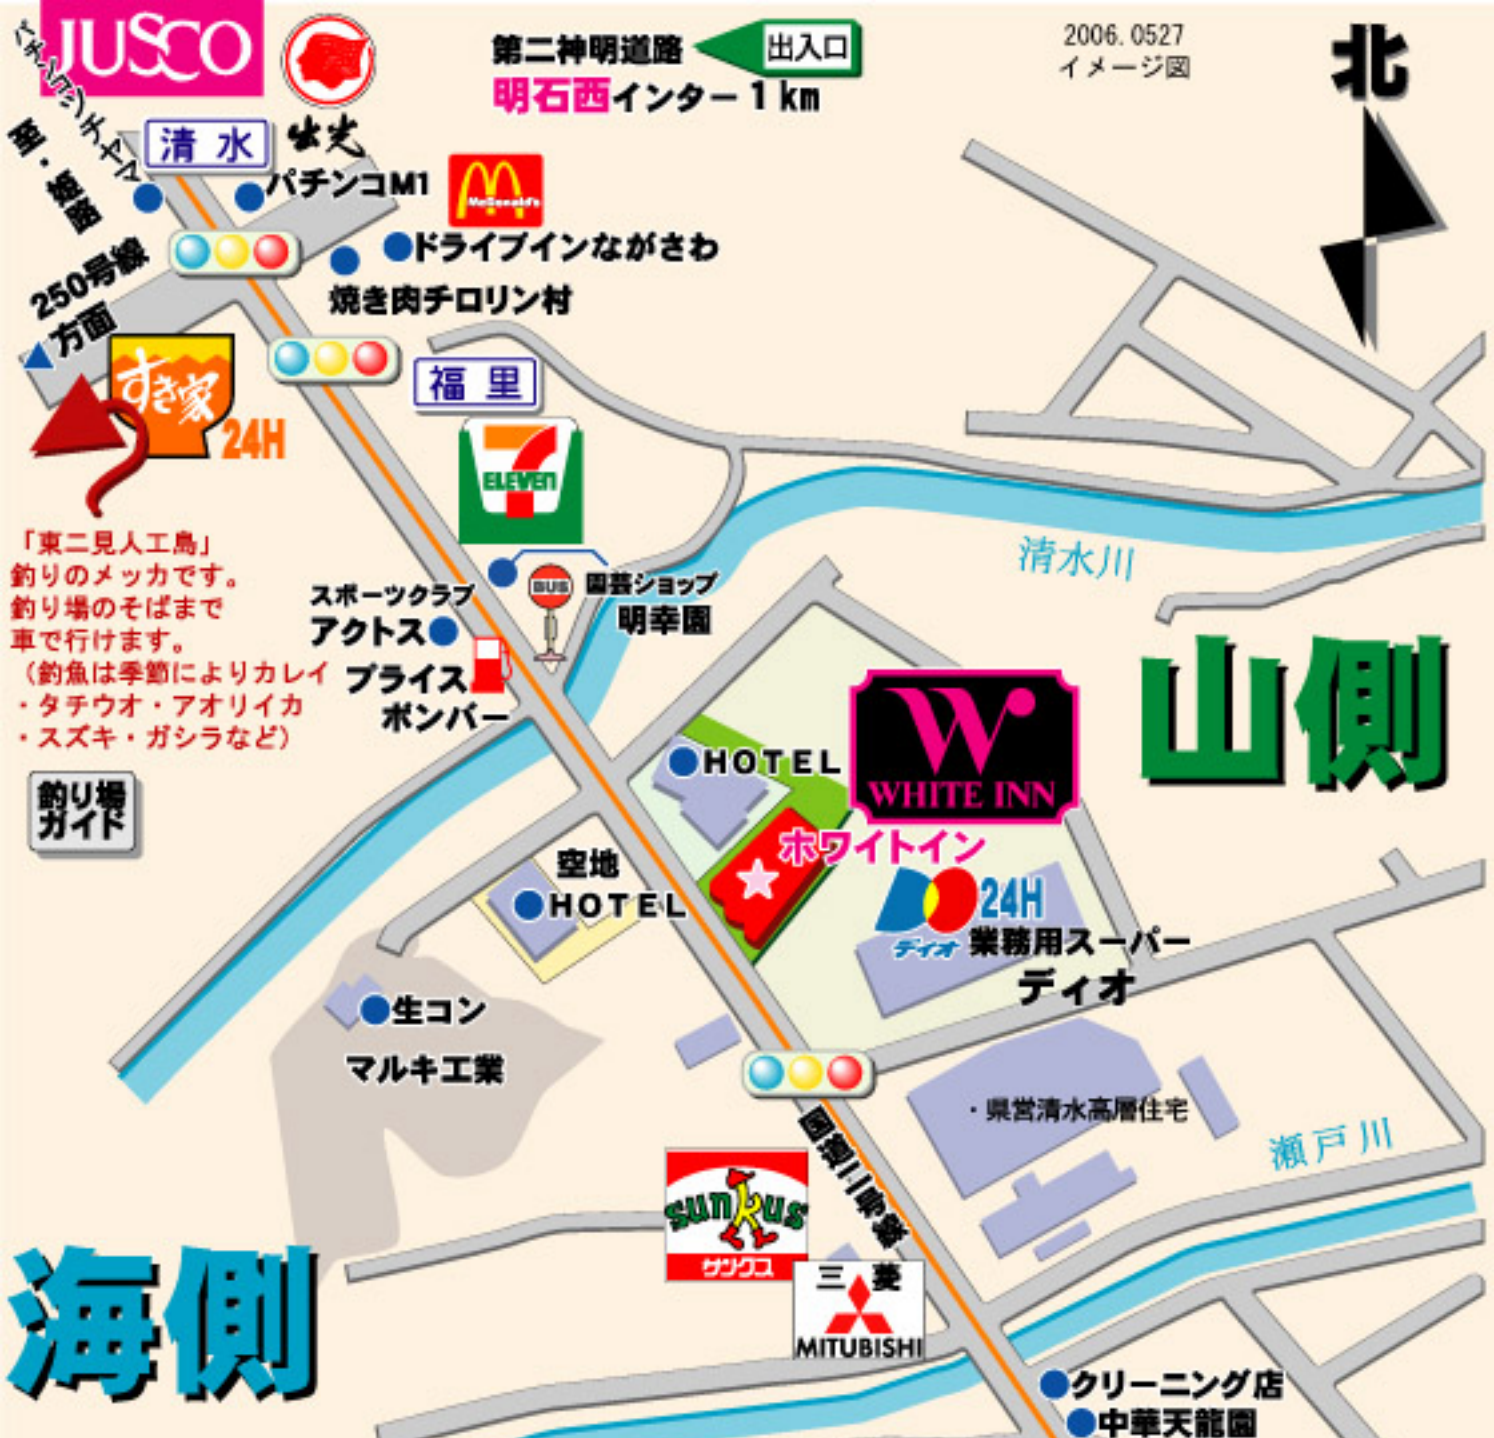 JUSCO
パチンコツチヤマ
出光
第二神明道路
出入口
明石西インター 1 km
2006. 0527
イメージ図
北
至・姫路
清 水
パチンコM1
McDonald's
ドライブインながさわ
焼き肉チロリン村
250号線
方面
すき家
24H
福 里
7
ELEVEN
「東二見人工島」
釣りのメッカです。
釣り場のそばまで
車で行けます。
（釣魚は季節によりカレイ
・タチウオ・アオリイカ
・スズキ・ガシラなど）
釣り場
ガイド
スポーツクラブ
アクトス
BUS
園芸ショップ
明幸園
プライス
ボンバー
清水川
山側
HOTEL
W
WHITE INN
ホワイトイン
空地
HOTEL
24H
ディオ
業務用スーパー
ディオ
生コン
マルキ工業
・県営清水高層住宅
国道二号線
瀬戸川
sunkus
サンクス
三菱
MITUBISHI
海側
クリーニング店
中華天龍園